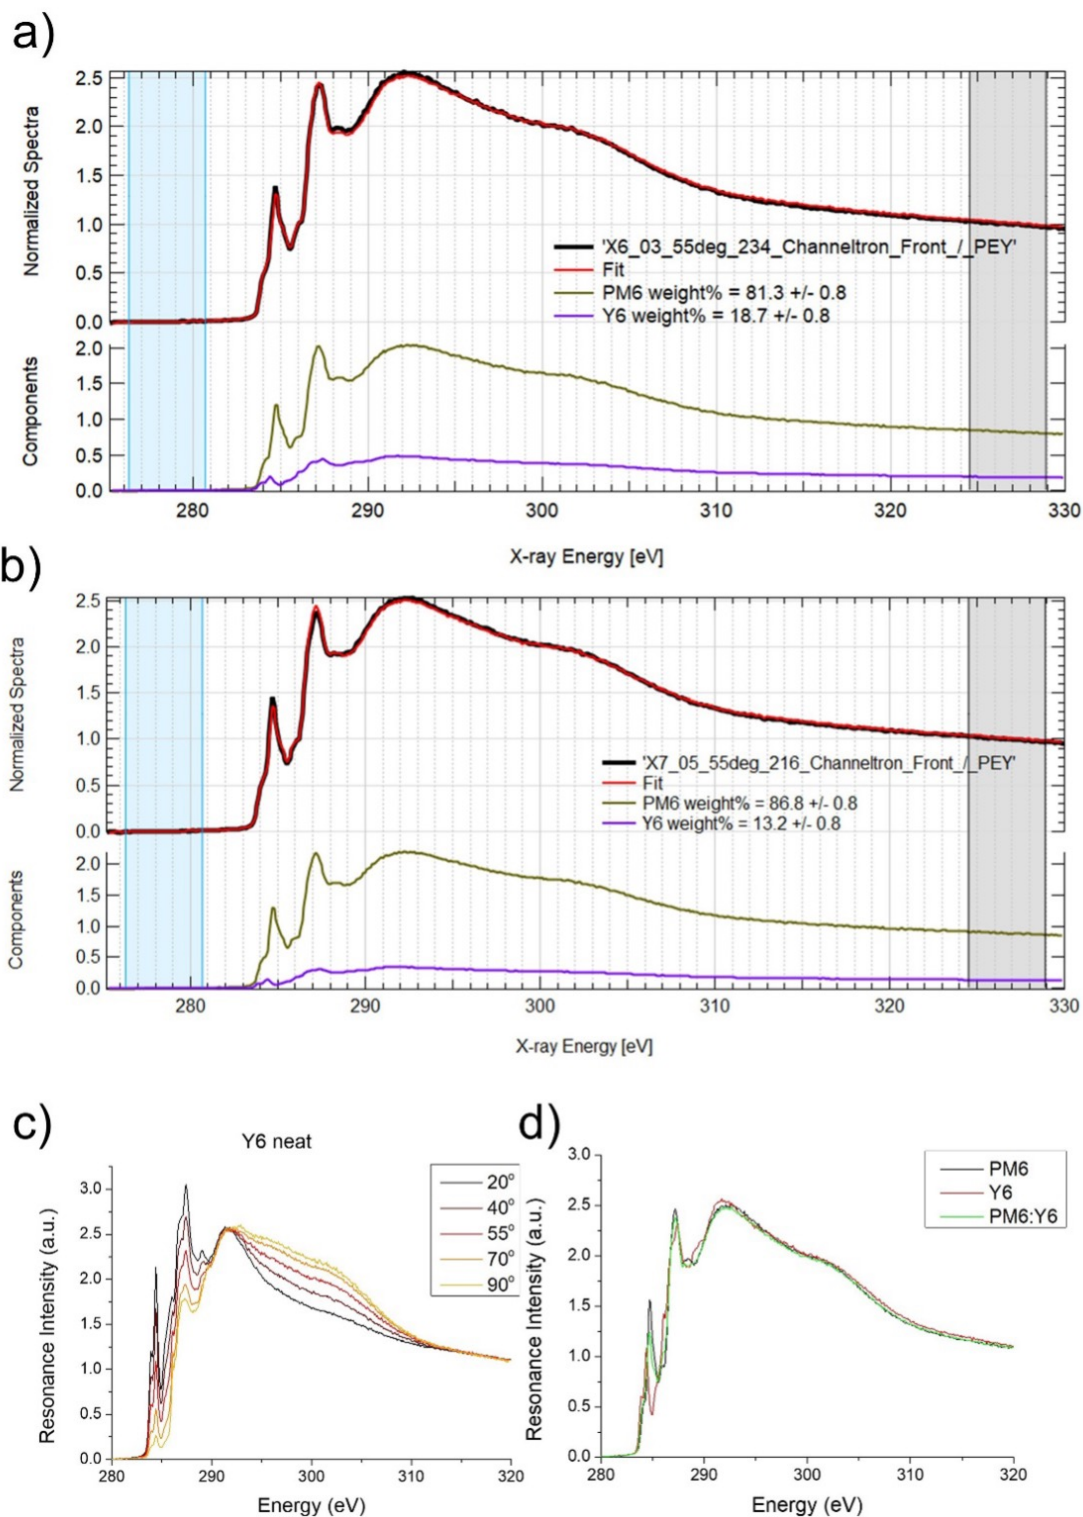 a)
2.5
2.0
1.5
1.0
0.5
0.0
Normalized Spectra
'X6_03_55deg_234_Channeltron_Front_/_PEY'
Fit
PM6 weight% = 81.3 +/- 0.8
Y6 weight% = 18.7 +/- 0.8
2.0
1.5
1.0
0.5
0.0
Components
280 290 300 310 320 330
X-ray Energy [eV]
b)
2.5
2.0
1.5
1.0
0.5
0.0
Normalized Spectra
'X7_05_55deg_216_Channeltron_Front_/_PEY'
Fit
PM6 weight% = 86.8 +/- 0.8
Y6 weight% = 13.2 +/- 0.8
2.0
1.5
1.0
0.5
0.0
Components
280 290 300 310 320 330
X-ray Energy [eV]
c)
Y6 neat
3.0
2.5
2.0
1.5
1.0
0.5
0.0
Resonance Intensity (a.u.)
20°
40°
55°
70°
90°
280 290 300 310 320
Energy (eV)
d)
3.0
2.5
2.0
1.5
1.0
0.5
0.0
Resonance Intensity (a.u.)
PM6
Y6
PM6:Y6
280 290 300 310 320
Energy (eV)